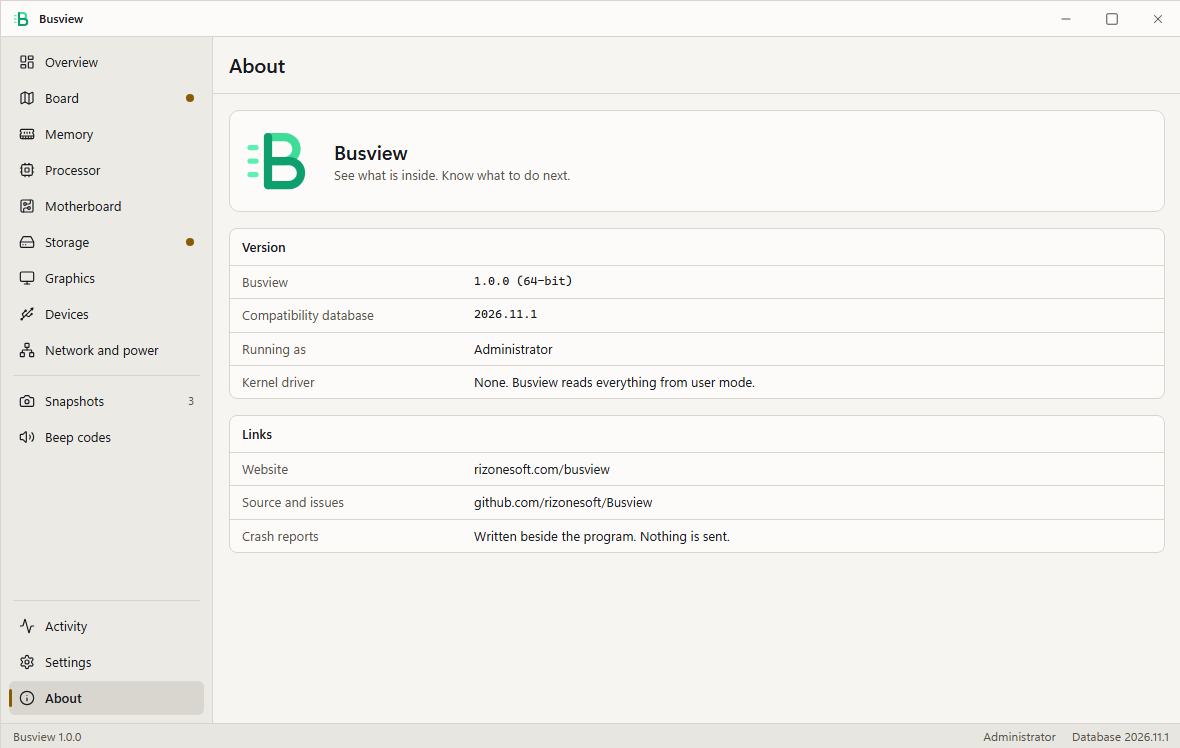 Busview
Overview
Board
Memory
Processor
Motherboard
Storage
Graphics
Devices
Network and power
Snapshots 3
Beep codes
Activity
Settings
About
About
Busview
See what is inside. Know what to do next.
Version
Busview 1.0.0 (64-bit)
Compatibility database 2026.11.1
Running as Administrator
Kernel driver None. Busview reads everything from user mode.
Links
Website rizonesoft.com/busview
Source and issues github.com/rizonesoft/Busview
Crash reports Written beside the program. Nothing is sent.
Busview 1.0.0 Administrator Database 2026.11.1